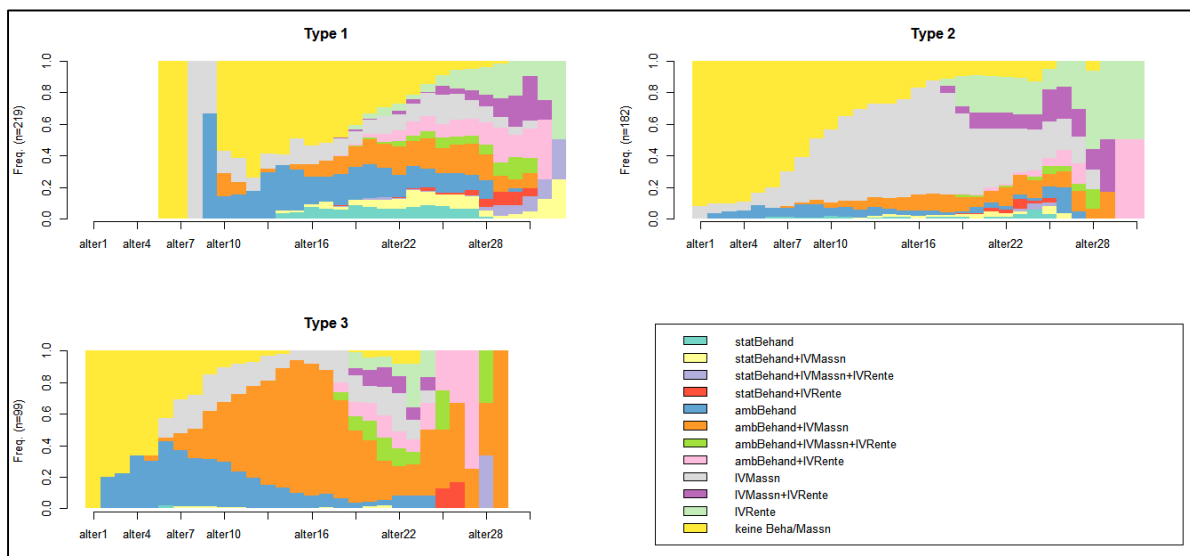 Type 1
Freq. (n=219)
0.0 0.2 0.4 0.6 0.8 1.0
alter1 alter4 alter7 alter10 alter16 alter22 alter28
Type 2
Freq. (n=182)
0.0 0.2 0.4 0.6 0.8 1.0
alter1 alter4 alter7 alter10 alter16 alter22 alter28
Type 3
Freq. (n=99)
0.0 0.2 0.4 0.6 0.8 1.0
alter1 alter4 alter7 alter10 alter16 alter22 alter28
statBehand
statBehand+IVMassn
statBehand+IVMassn+IVRente
statBehand+IVRente
ambBehand
ambBehand+IVMassn
ambBehand+IVMassn+IVRente
ambBehand+IVRente
IVMassn
IVMassn+IVRente
IVRente
keine Beha/Massn